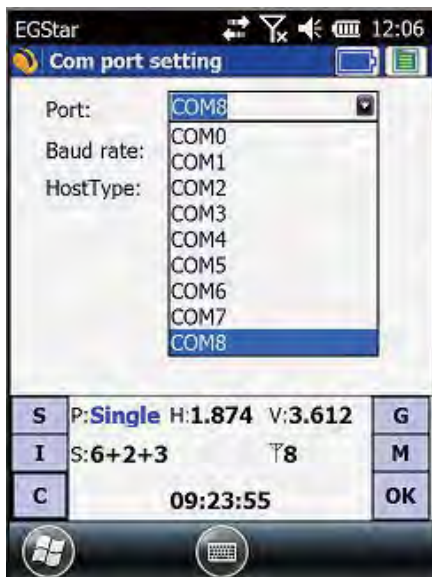 EGStar 12:06
Com port setting
Port: COM8
COM0
Baud rate: COM1
HostType: COM2
COM3
COM4
COM5
COM6
COM7
COM8
S P:Single H:1.874 V:3.612 G
I S:6+2+3 8 M
C 09:23:55 OK